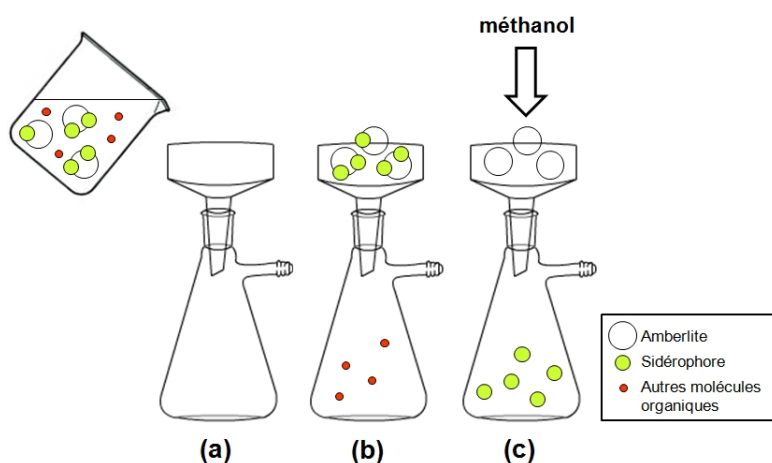 méthanol
Amberlite
Sidérophore
Autres molécules
organiques
(a)
(b)
(c)